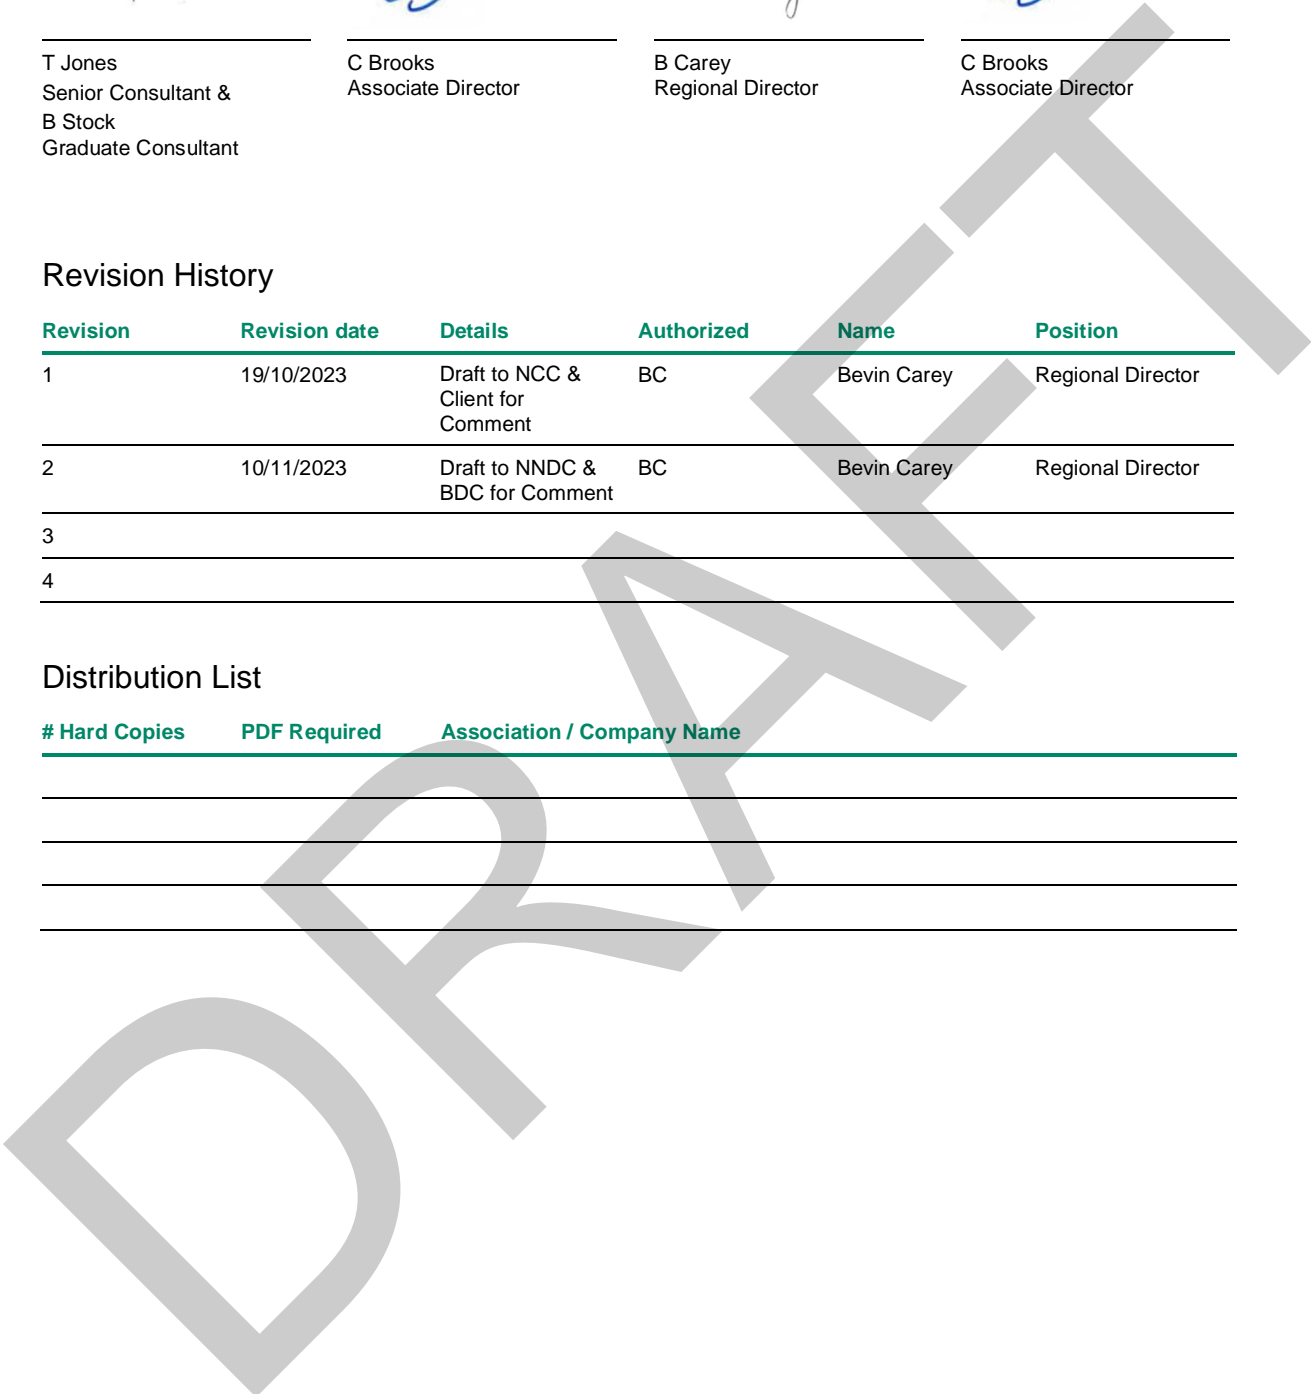 T Jones
Senior Consultant &
B Stock
Graduate Consultant
C Brooks
Associate Director
B Carey
Regional Director
C Brooks
Associate Director
Revision History
Revision Revision date Details Authorized Name Position
1 19/10/2023 Draft to NCC & BC Bevin Carey Regional Director
Client for
Comment
2 10/11/2023 Draft to NNDC & BC Bevin Carey Regional Director
BDC for Comment
3
4
Distribution List
# Hard Copies PDF Required Association / Company Name
DRAFT